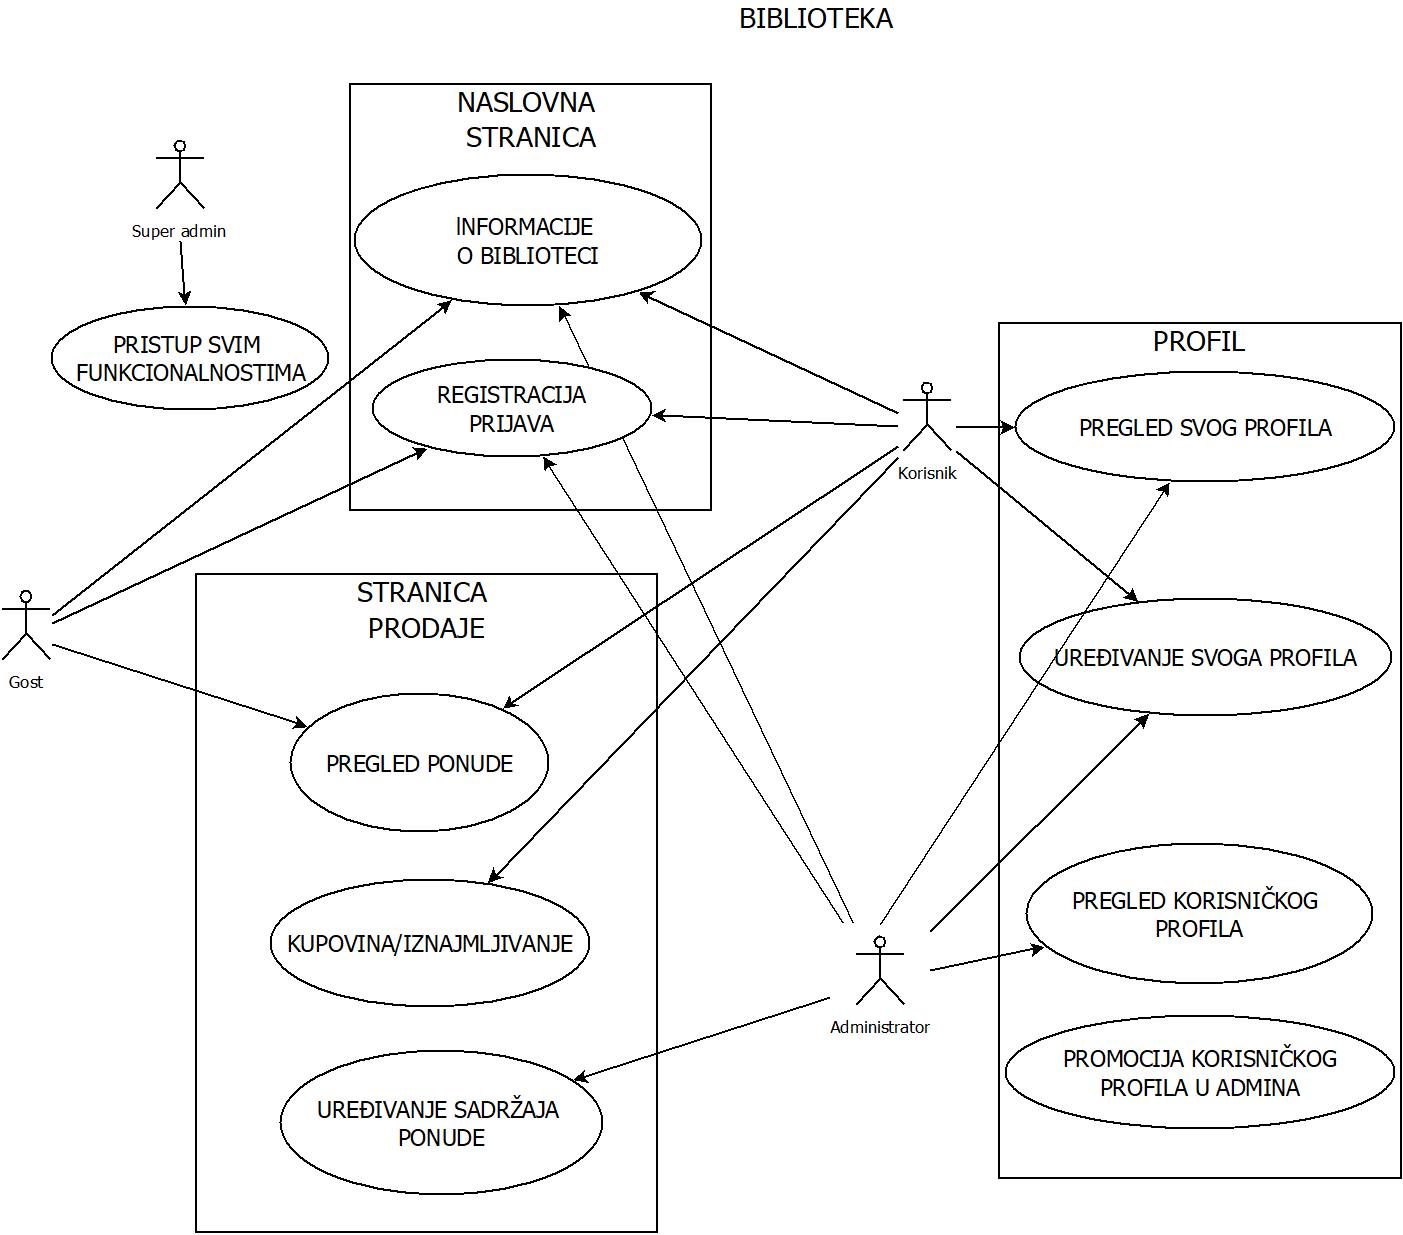 BIBLIOTEKA
NASLOVNA
STRANICA
Super admin
INFORMACIJE
O BIBLIOTECI
PRISTUP SVIM
FUNKCIONALNOSTIMA
REGISTRACIJA
PRIJAVA
Korisnik
PROFIL
PREGLED SVOG PROFILA
Gost
STRANICA
PRODAJE
UREĐIVANJE SVOGA PROFILA
PREGLED PONUDE
KUPOVINA/IZNAJMLJIVANJE
PREGLED KORISNIČKOG
PROFILA
Administrator
UREĐIVANJE SADRŽAJA
PONUDE
PROMOCIJA KORISNIČKOG
PROFILA U ADMINA